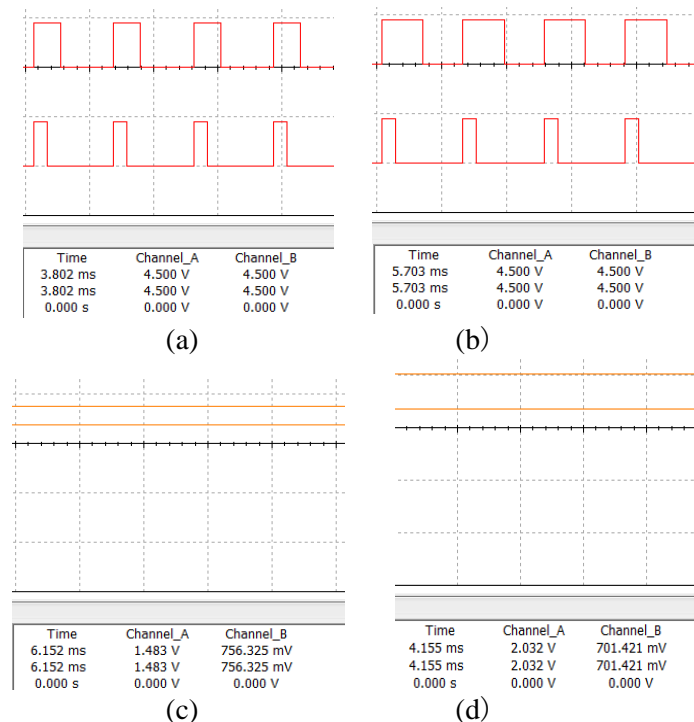 Time Channel_A Channel_B
3.802 ms 4.500 V 4.500 V
3.802 ms 4.500 V 4.500 V
0.000 s 0.000 V 0.000 V
(a)
Time Channel_A Channel_B
5.703 ms 4.500 V 4.500 V
5.703 ms 4.500 V 4.500 V
0.000 s 0.000 V 0.000 V
(b)
Time Channel_A Channel_B
6.152 ms 1.483 V 756.325 mV
6.152 ms 1.483 V 756.325 mV
0.000 s 0.000 V 0.000 V
(c)
Time Channel_A Channel_B
4.155 ms 2.032 V 701.421 mV
4.155 ms 2.032 V 701.421 mV
0.000 s 0.000 V 0.000 V
(d)